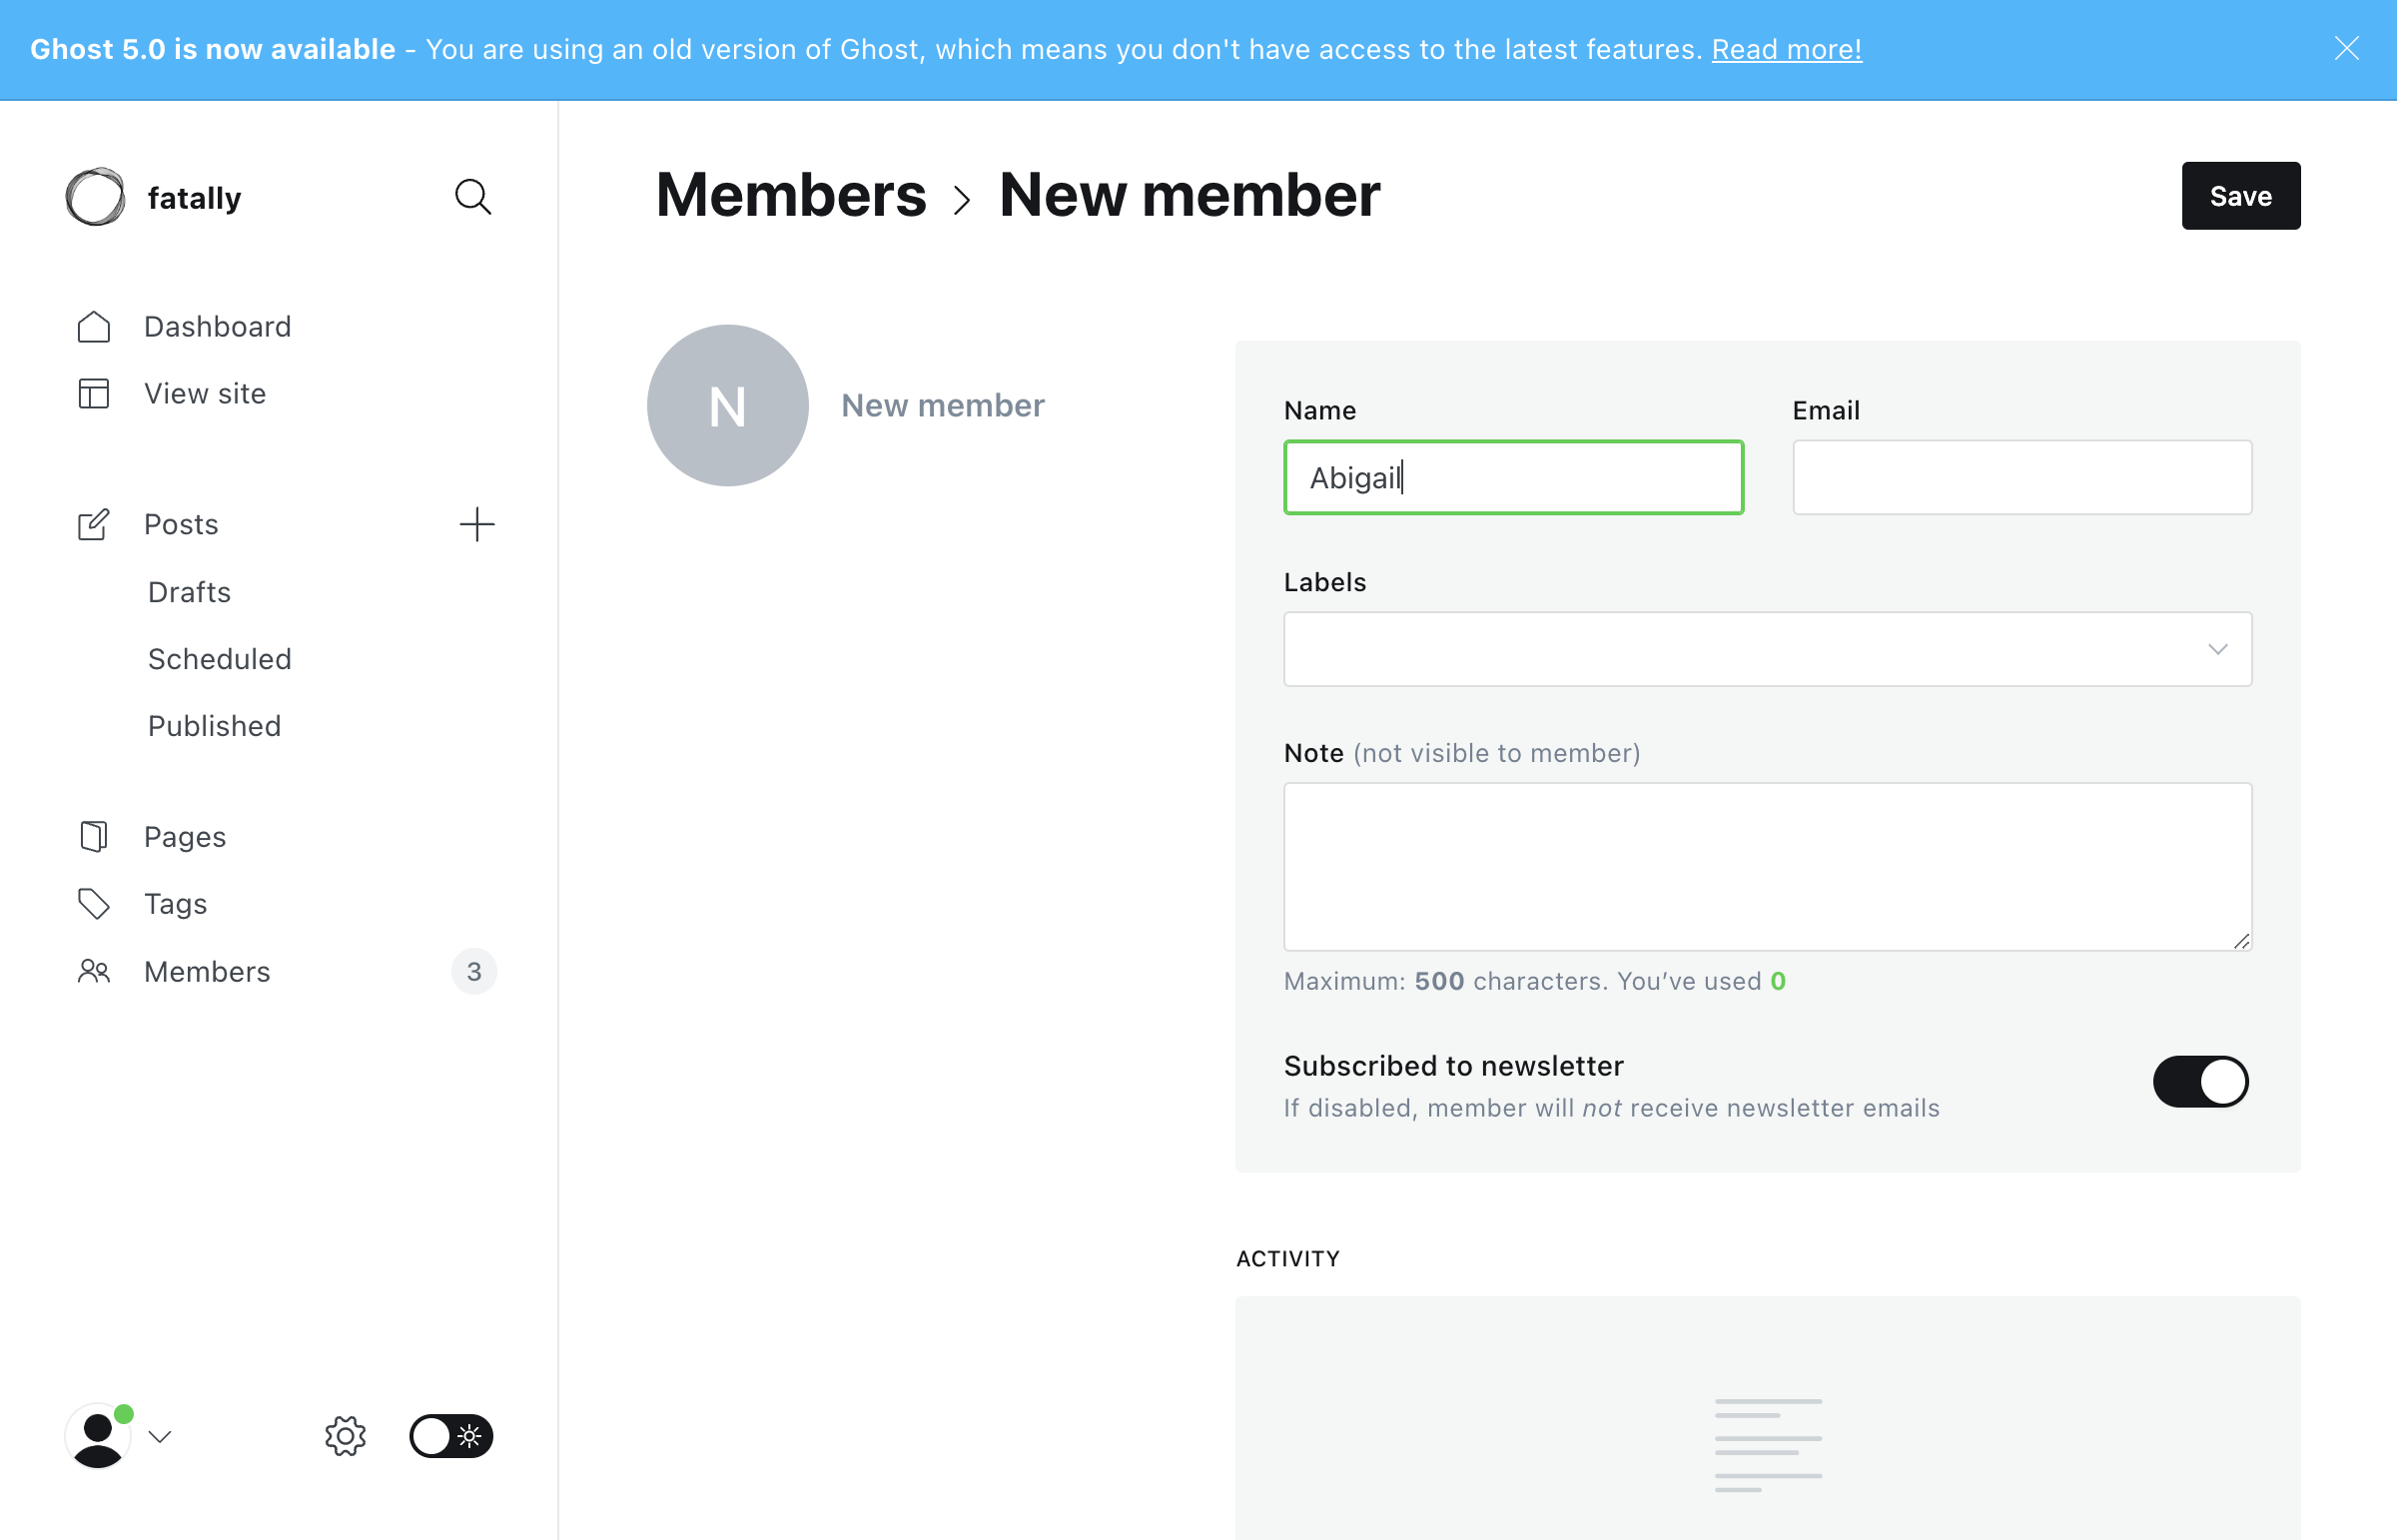 Ghost 5.0 is now available - You are using an old version of Ghost, which means you don't have access to the latest features. Read more!
fatally
Dashboard
View site
Posts
Drafts
Scheduled
Published
Pages
Tags
Members 3
Members > New member
Save
N
New member
Name
Abigail
Email
Labels
Note (not visible to member)
Maximum: 500 characters. You’ve used 0
Subscribed to newsletter
If disabled, member will not receive newsletter emails
ACTIVITY